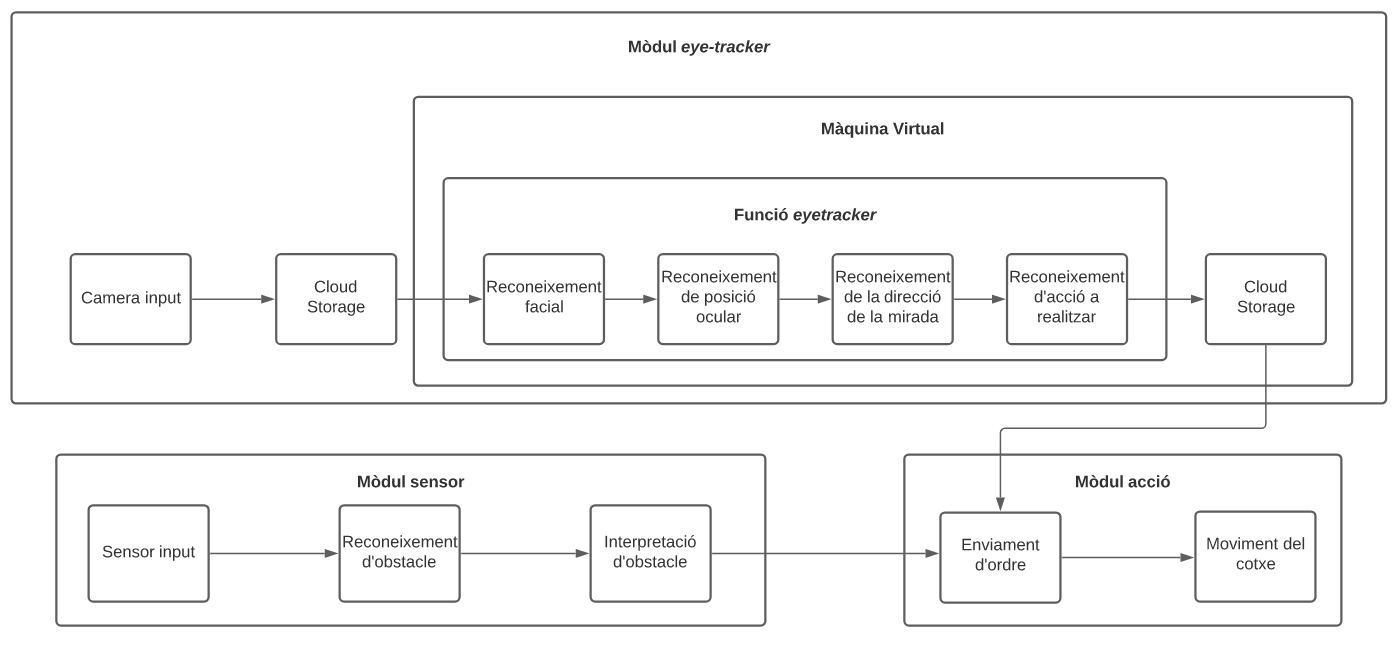 Mòdul eye-tracker
Màquina Virtual
Funció eyetracker
Camera input
Cloud
Storage
Reconeixement
facial
Reconeixement
de posició
ocular
Reconeixement
de la direcció
de la mirada
Reconeixement
d'acció a
realitzar
Cloud
Storage
Mòdul sensor
Sensor input
Reconeixement
d'obstacle
Interpretació
d'obstacle
Mòdul acció
Enviament
d'ordre
Moviment del
cotxe